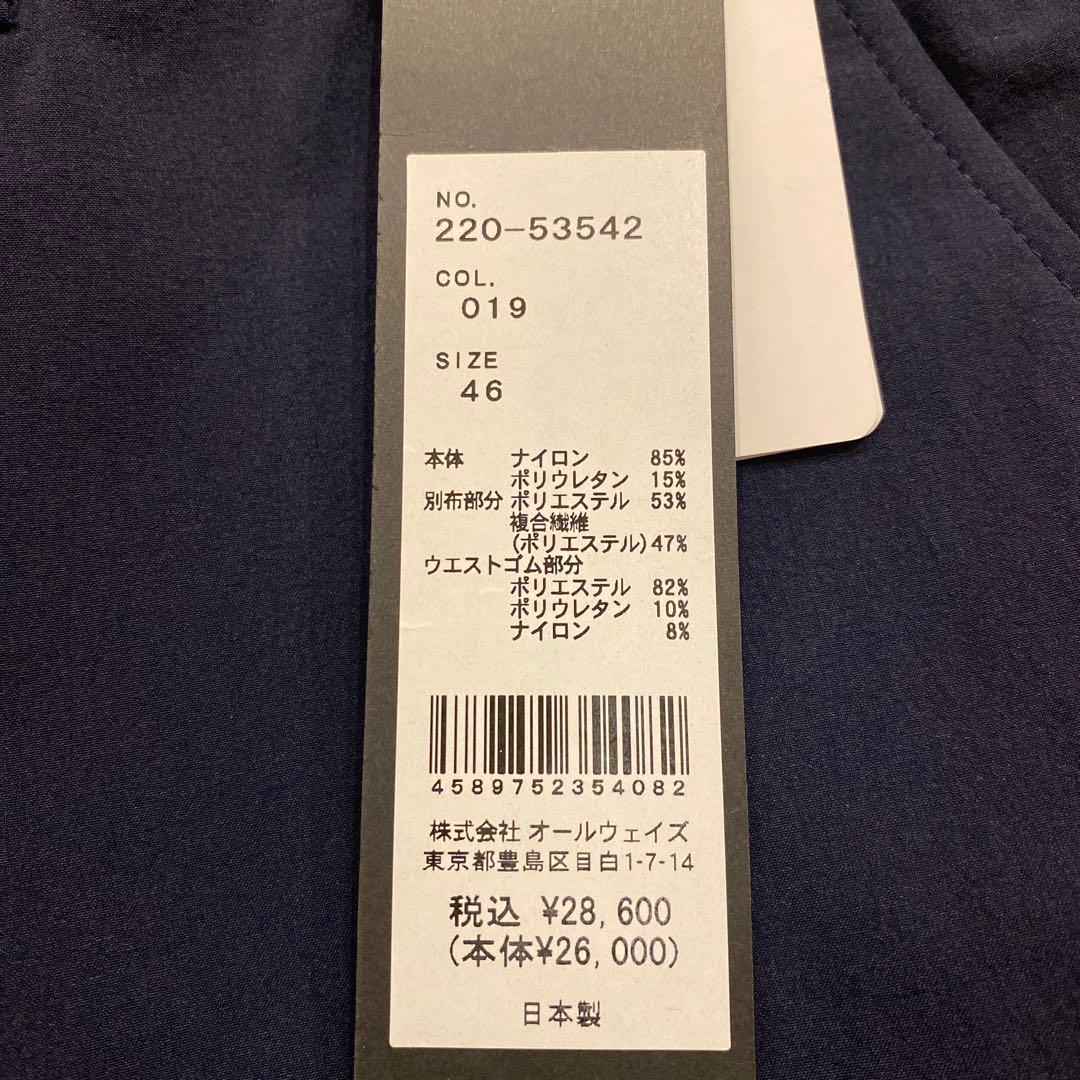 NO.
220-53542
COL.
019
SIZE
46
本体 ナイロン 85%
ポリウレタン 15%
別布部分 ポリエステル 53%
複合繊維
(ポリエステル)47%
ウエストゴム部分
ポリエステル 82%
ポリウレタン 10%
ナイロン 8%
4589752354082
株式会社 オールウェイズ
東京都豊島区目白1-7-14
税込 ¥28,600
(本体¥26,000)
日本製